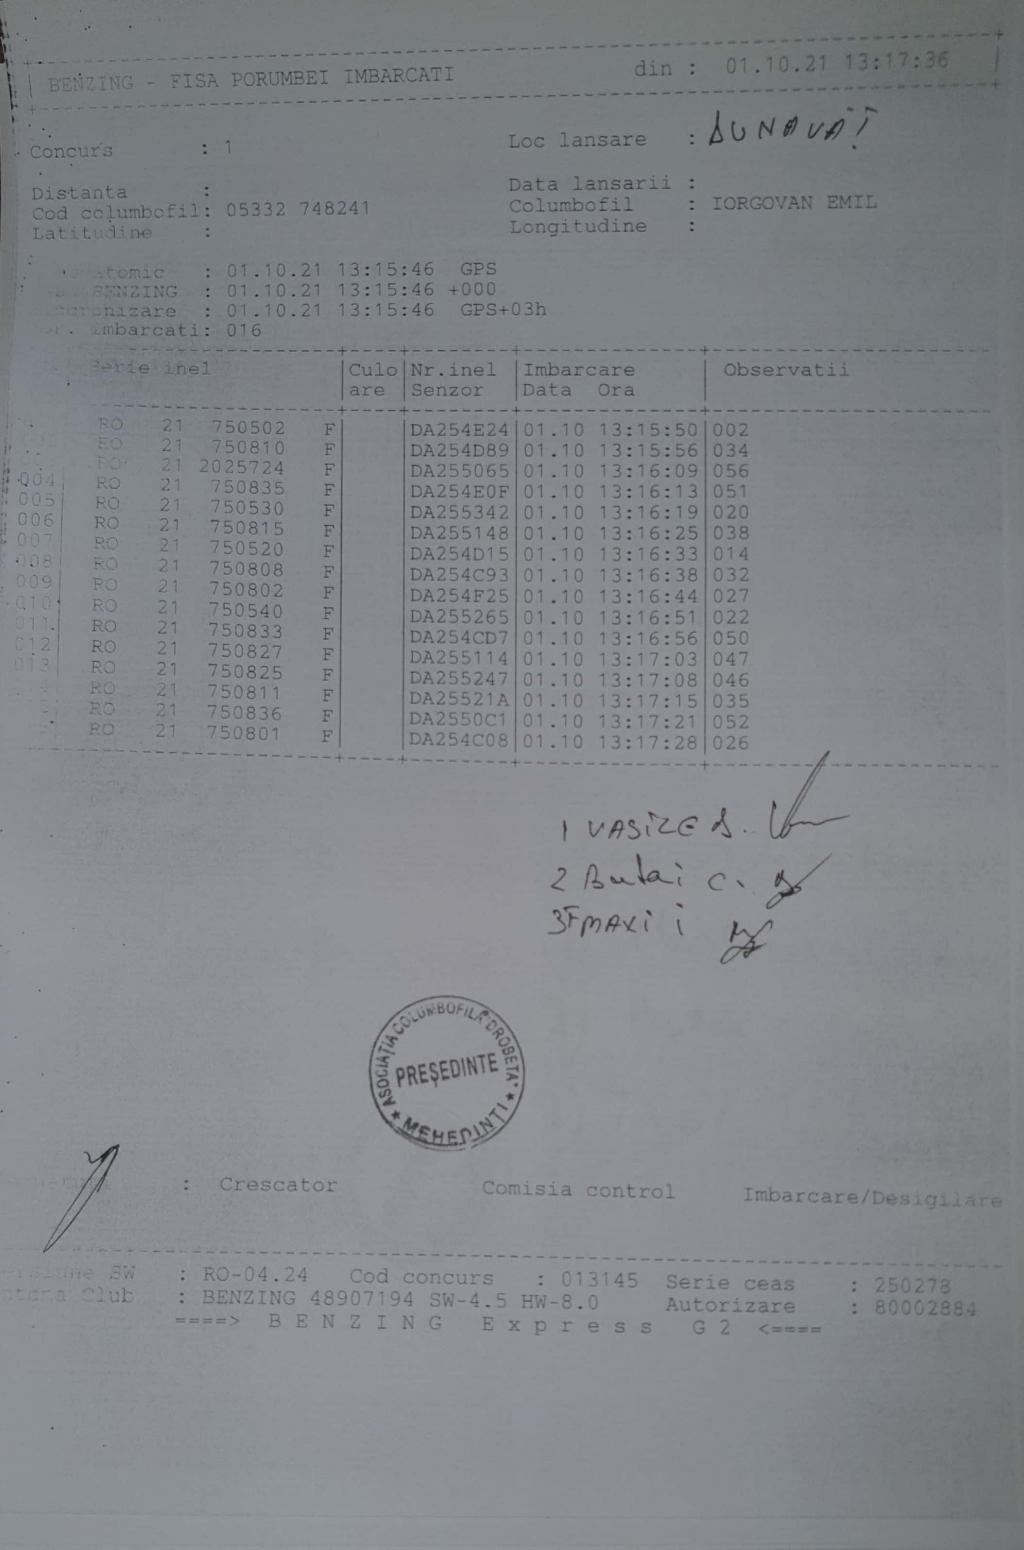 BENZING - FISA PORUMBEI IMBARCATI din : 01.10.21 13:17:36
Concurs : 1 Loc lansare : DUNAVĂȚ
Distanta : Data lansarii :
Cod columbofil: 05332 748241 Columbofil : IORGOVAN EMIL
Latitudine : Longitudine :
: 01.10.21 13:15:46 GPS
BENZING : 01.10.21 13:15:46 +000
: 01.10.21 13:15:46 GPS+03h
imbarcati: 016
Serie inel Culo Nr.inel Imbarcare Observatii
are Senzor Data Ora
RO 21 750502 F DA254E24 01.10 13:15:50 002
RO 21 750810 F DA254D89 01.10 13:15:56 034
RO 21 2025724 F DA255065 01.10 13:16:09 056
004 RO 21 750835 F DA254E0F 01.10 13:16:13 051
005 RO 21 750530 F DA255342 01.10 13:16:19 020
006 RO 21 750815 F DA255148 01.10 13:16:25 038
007 RO 21 750520 F DA254D15 01.10 13:16:33 014
008 RO 21 750808 F DA254C93 01.10 13:16:38 032
009 RO 21 750802 F DA254F25 01.10 13:16:44 027
010 RO 21 750540 F DA255265 01.10 13:16:51 022
011 RO 21 750833 F DA254CD7 01.10 13:16:56 050
012 RO 21 750827 F DA255114 01.10 13:17:03 047
013 RO 21 750825 F DA255247 01.10 13:17:08 046
RO 21 750811 F DA25521A 01.10 13:17:15 035
RO 21 750836 F DA2550C1 01.10 13:17:21 052
RO 21 750801 F DA254C08 01.10 13:17:28 026
1 VASILE D.
2 Butai C.
3 i
ASOCIAȚIA COLUMBOFILĂ DROBETA
PREȘEDINTE
MEHEDINȚI
: Crescator Comisia control Imbarcare/Desigilare
SW : RO-04.24 Cod concurs : 013145 Serie ceas : 250278
Club : BENZING 48907194 SW-4.5 HW-8.0 Autorizare : 80002884
====> B E N Z I N G E x p r e s s G 2 <====